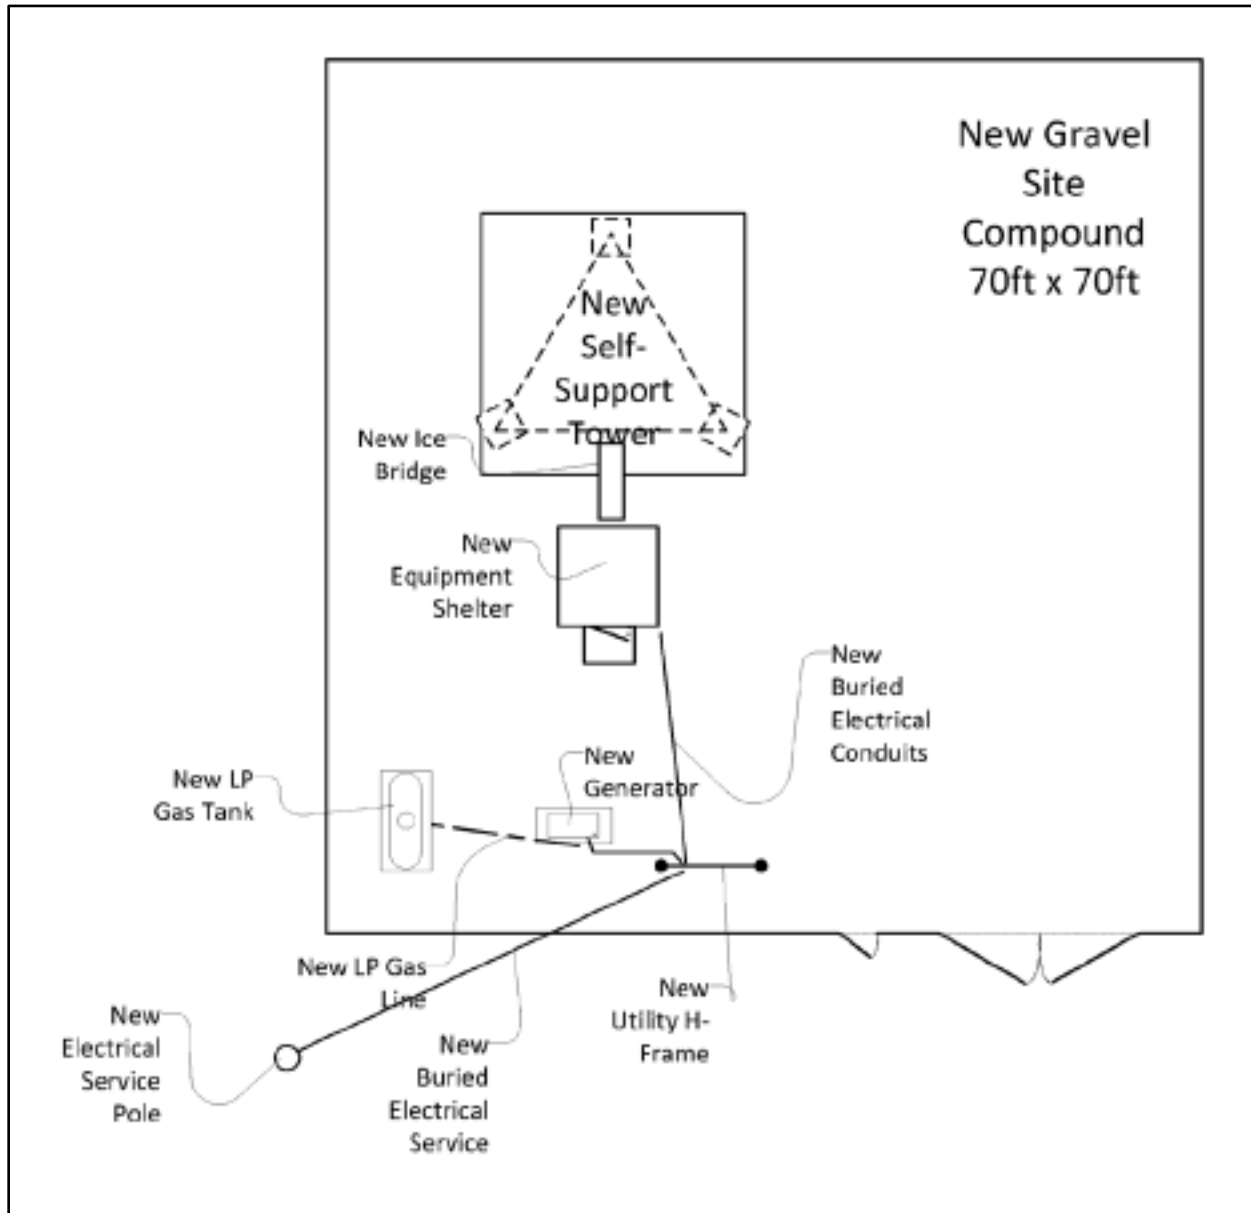 New Gravel
Site
Compound
70ft x 70ft
New
Self-
Support
Tower
New Ice
Bridge
New
Equipment
Shelter
New
Buried
Electrical
Conduits
New
Generator
New LP
Gas Tank
New LP Gas
Line
New
Utility H-
Frame
New
Electrical
Service
Pole
New
Buried
Electrical
Service